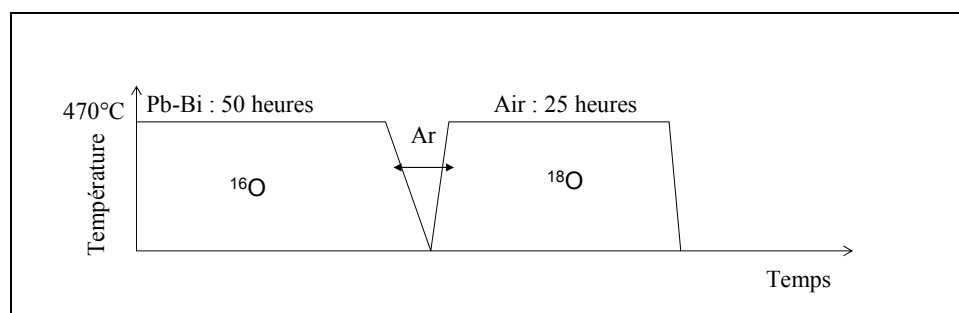 470°C
Pb-Bi : 50 heures
Air : 25 heures
Ar
Température
¹⁶O
¹⁸O
Temps